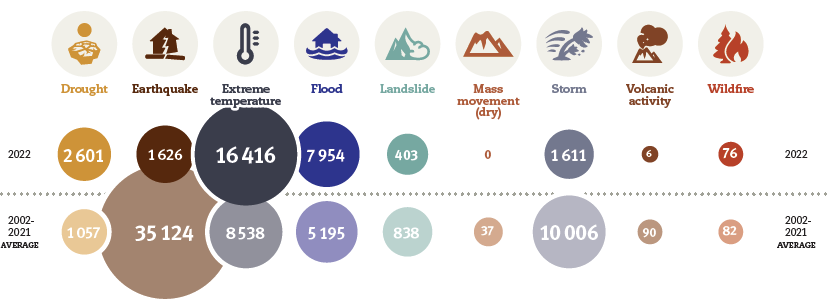 Drought Earthquake Extreme temperature Flood Landslide Mass movement (dry) Storm Volcanic activity Wildfire
2022 2 601 1 626 16 416 7 954 403 0 1 611 6 76 2022
2002-2021 AVERAGE 1 057 35 124 8 538 5 195 838 37 10 006 90 82 2002-2021 AVERAGE